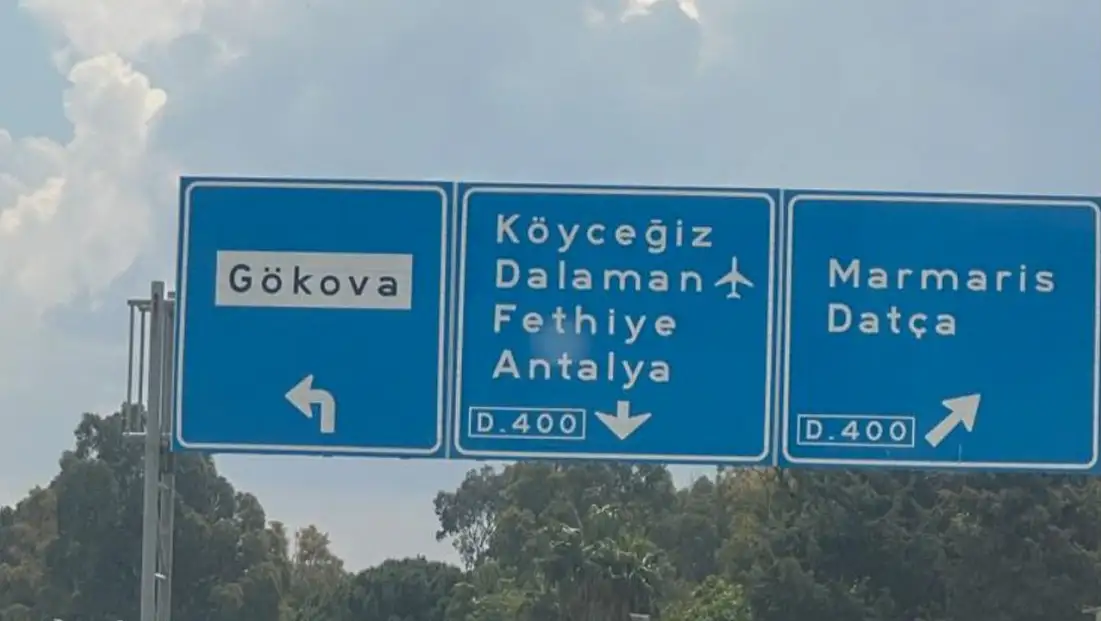 Gökova
Köyceğiz
Dalaman
Fethiye
Antalya
D.400
Marmaris
Datça
D.400